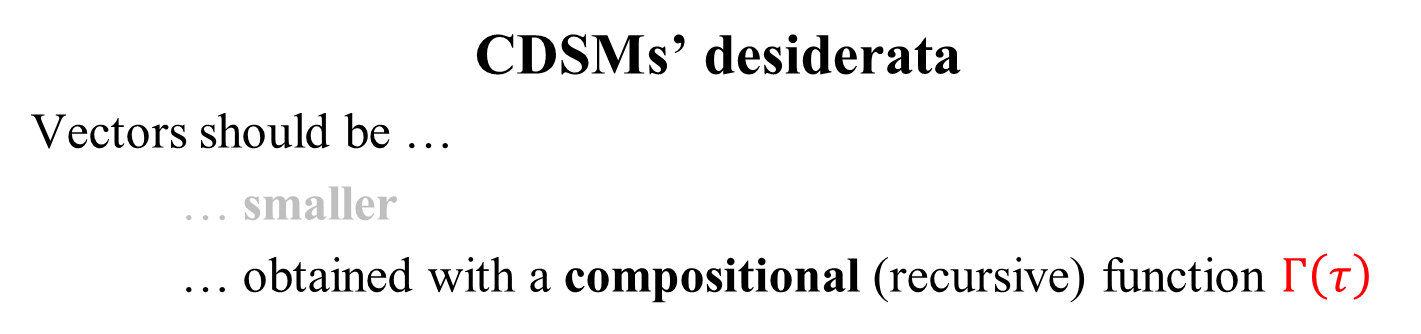 CDSMs’ desiderata
Vectors should be …
… smaller
… obtained with a compositional (recursive) function Γ(τ)